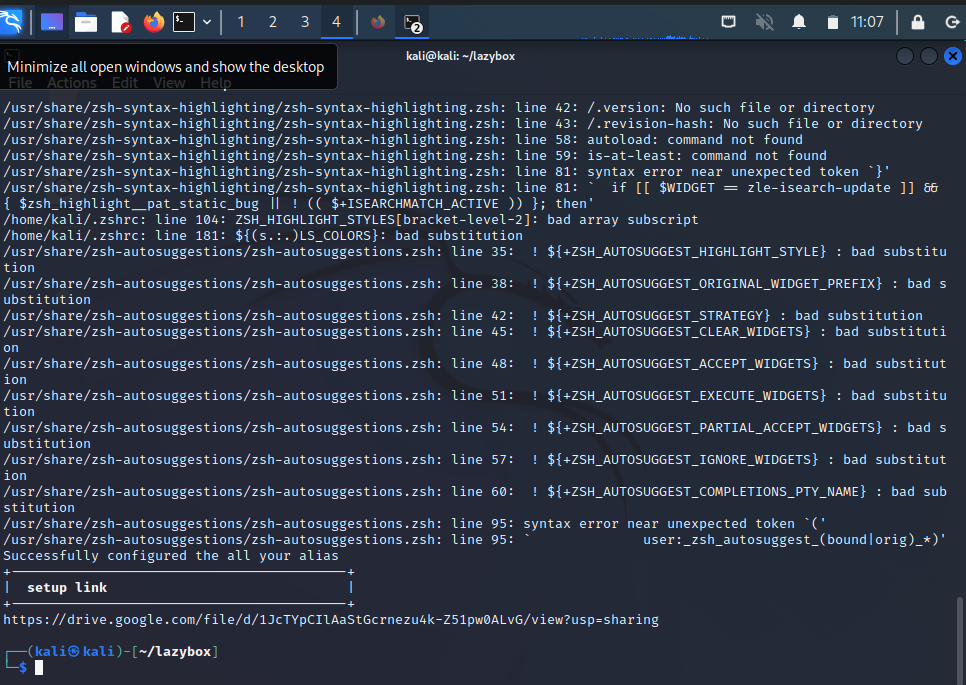 1 2 3 4 2 11:07
kali@kali: ~/lazybox
Minimize all open windows and show the desktop
File Actions Edit View Help
/usr/share/zsh-syntax-highlighting/zsh-syntax-highlighting.zsh: line 42: /.version: No such file or directory
/usr/share/zsh-syntax-highlighting/zsh-syntax-highlighting.zsh: line 43: /.revision-hash: No such file or directory
/usr/share/zsh-syntax-highlighting/zsh-syntax-highlighting.zsh: line 58: autoload: command not found
/usr/share/zsh-syntax-highlighting/zsh-syntax-highlighting.zsh: line 59: is-at-least: command not found
/usr/share/zsh-syntax-highlighting/zsh-syntax-highlighting.zsh: line 81: syntax error near unexpected token `}'
/usr/share/zsh-syntax-highlighting/zsh-syntax-highlighting.zsh: line 81: `  if [[ $WIDGET == zle-isearch-update ]] &&
{ $zsh_highlight__pat_static_bug || ! (( $+ISEARCHMATCH_ACTIVE )) }; then'
/home/kali/.zshrc: line 104: ZSH_HIGHLIGHT_STYLES[bracket-level-2]: bad array subscript
/home/kali/.zshrc: line 181: ${(s.:.)LS_COLORS}: bad substitution
/usr/share/zsh-autosuggestions/zsh-autosuggestions.zsh: line 35:  ! ${+ZSH_AUTOSUGGEST_HIGHLIGHT_STYLE} : bad substitu
tion
/usr/share/zsh-autosuggestions/zsh-autosuggestions.zsh: line 38:  ! ${+ZSH_AUTOSUGGEST_ORIGINAL_WIDGET_PREFIX} : bad s
ubstitution
/usr/share/zsh-autosuggestions/zsh-autosuggestions.zsh: line 42:  ! ${+ZSH_AUTOSUGGEST_STRATEGY} : bad substitution
/usr/share/zsh-autosuggestions/zsh-autosuggestions.zsh: line 45:  ! ${+ZSH_AUTOSUGGEST_CLEAR_WIDGETS} : bad substituti
on
/usr/share/zsh-autosuggestions/zsh-autosuggestions.zsh: line 48:  ! ${+ZSH_AUTOSUGGEST_ACCEPT_WIDGETS} : bad substitut
ion
/usr/share/zsh-autosuggestions/zsh-autosuggestions.zsh: line 51:  ! ${+ZSH_AUTOSUGGEST_EXECUTE_WIDGETS} : bad substitu
tion
/usr/share/zsh-autosuggestions/zsh-autosuggestions.zsh: line 54:  ! ${+ZSH_AUTOSUGGEST_PARTIAL_ACCEPT_WIDGETS} : bad s
ubstitution
/usr/share/zsh-autosuggestions/zsh-autosuggestions.zsh: line 57:  ! ${+ZSH_AUTOSUGGEST_IGNORE_WIDGETS} : bad substitut
ion
/usr/share/zsh-autosuggestions/zsh-autosuggestions.zsh: line 60:  ! ${+ZSH_AUTOSUGGEST_COMPLETIONS_PTY_NAME} : bad sub
stitution
/usr/share/zsh-autosuggestions/zsh-autosuggestions.zsh: line 95: syntax error near unexpected token `('
/usr/share/zsh-autosuggestions/zsh-autosuggestions.zsh: line 95: `              user:_zsh_autosuggest_(bound|orig)_*)'
Successfully configured the all your alias
+------------------------------------------+
|  setup link                              |
+------------------------------------------+
https://drive.google.com/file/d/1JcTYpCIlAaStGcrnezu4k-Z51pw0ALvG/view?usp=sharing
┌──(kali㉿kali)-[~/lazybox]
└─$